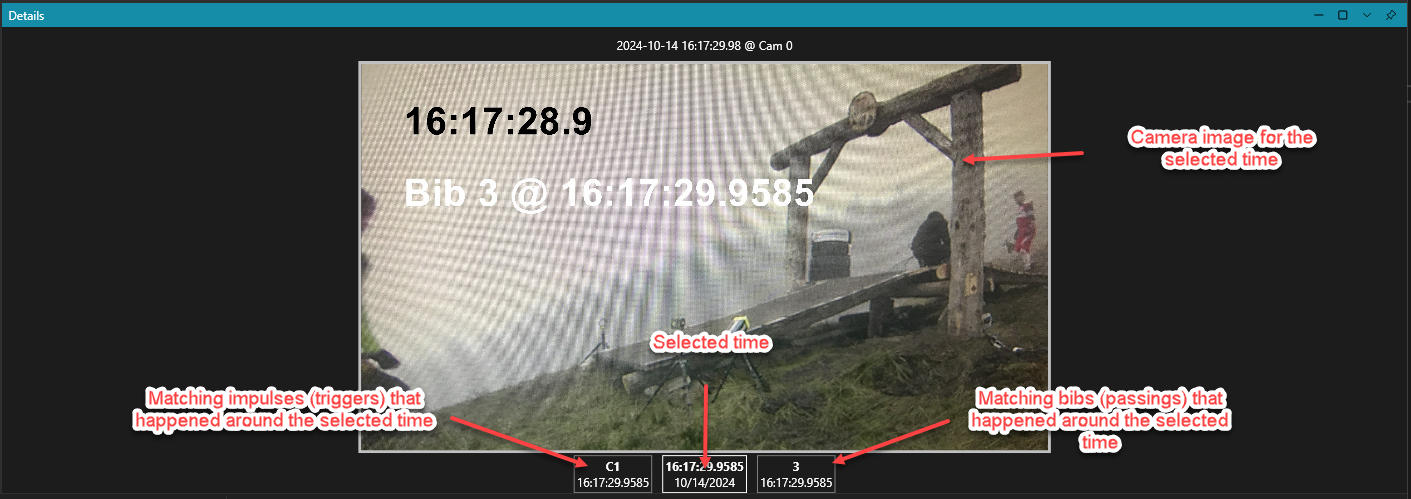 Details
2024-10-14 16:17:29.98 @ Cam 0
16:17:28.9
Bib 3 @ 16:17:29.9585
Camera image for the
selected time
Selected time
Matching impulses (triggers) that
happened around the selected time
Matching bibs (passings) that
happened around the selected
time
C1
16:17:29.9585
16:17:29.9585
10/14/2024
3
16:17:29.9585